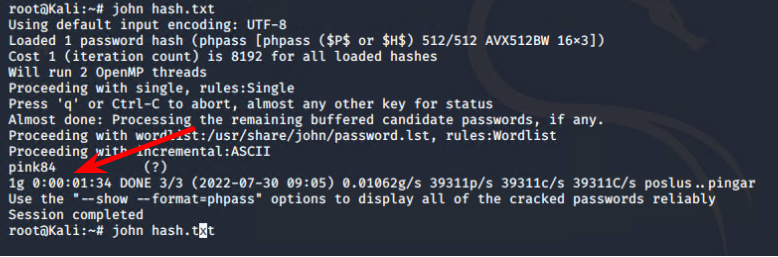 root@Kali:~# john hash.txt
Using default input encoding: UTF-8
Loaded 1 password hash (phpass [phpass ($P$ or $H$) 512/512 AVX512BW 16×3])
Cost 1 (iteration count) is 8192 for all loaded hashes
Will run 2 OpenMP threads
Proceeding with single, rules:Single
Press 'q' or Ctrl-C to abort, almost any other key for status
Almost done: Processing the remaining buffered candidate passwords, if any.
Proceeding with wordlist:/usr/share/john/password.lst, rules:Wordlist
Proceeding with incremental:ASCII
pink84 (?)
1g 0:00:01:34 DONE 3/3 (2022-07-30 09:05) 0.01062g/s 39311p/s 39311c/s 39311C/s poslus..pingar
Use the "--show --format=phpass" options to display all of the cracked passwords reliably
Session completed
root@Kali:~# john hash.txt